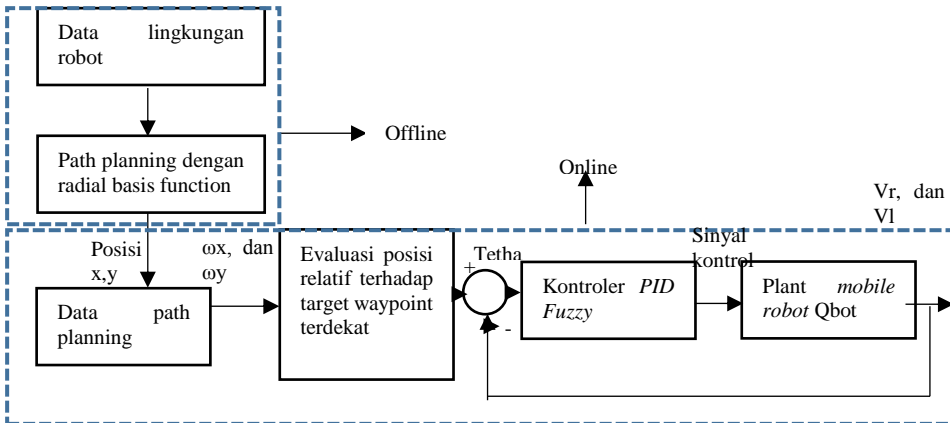 Data lingkungan
robot
Path planning dengan
radial basis function
Offline
Online
Vr, dan
Vl
Posisi
x,y
ωx, dan
ωy
Evaluasi posisi
relatif terhadap
target waypoint
terdekat
Tetha
+
-
Sinyal
kontrol
Kontroler PID
Fuzzy
Plant mobile
robot Qbot
Data path
planning